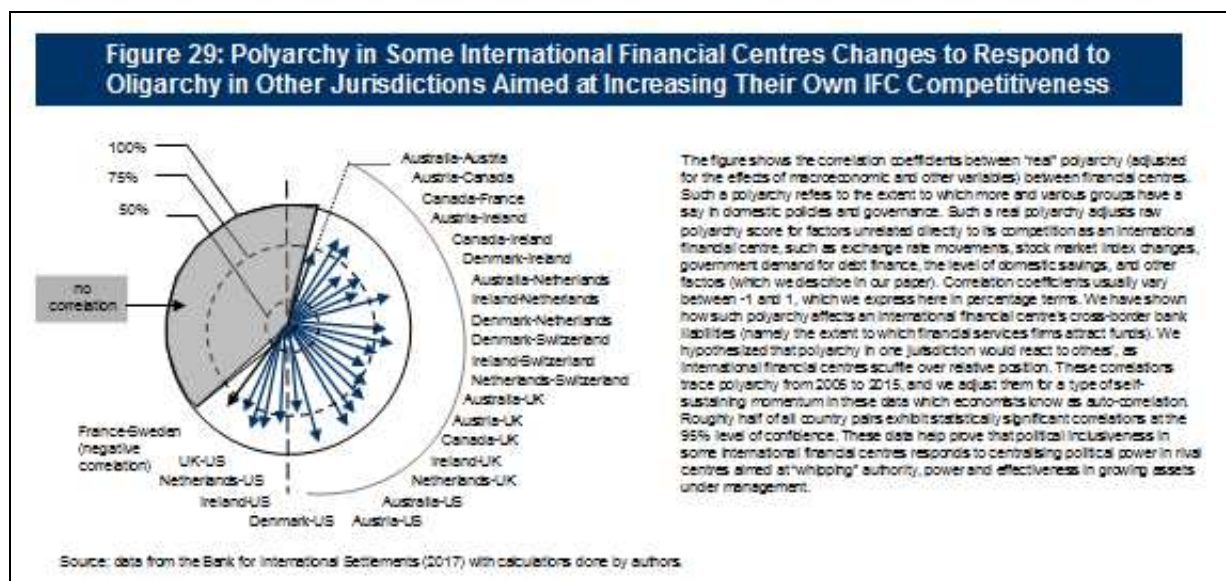 Figure 29: Polyarchy in Some International Financial Centres Changes to Respond to
Oligarchy in Other Jurisdictions Aimed at Increasing Their Own IFC Competitiveness
100%
75%
50%
no
correlation
Australia-Austria
Austria-Canada
Canada-France
Austria-Ireland
Canada-Ireland
Denmark-Ireland
Australia-Netherlands
Ireland-Netherlands
Denmark-Netherlands
Denmark-Switzerland
Ireland-Switzerland
Netherlands-Switzerland
Australia-UK
Austria-UK
Canada-UK
Ireland-UK
Netherlands-UK
Australia-US
Austria-US
Denmark-US
Ireland-US
Netherlands-US
UK-US
France-Sweden
(negative
correlation)
The figure shows the correlation coefficients between "real" polyarchy (adjusted
for the effects of macroeconomic and other variables) between financial centres.
Such a polyarchy refers to the extent to which more and various groups have a
say in domestic policies and governance. Such a real polyarchy adjusts raw
polyarchy score for factors unrelated directly to its competition as an international
financial centre, such as exchange rate movements, stock market index changes,
government demand for debt finance, the level of domestic savings, and other
factors (which we describe in our paper). Correlation coefficients usually vary
between -1 and 1, which we express here in percentage terms. We have shown
how such polyarchy affects an international financial centre's cross-border bank
liabilities (namely the extent to which financial services firms attract funds). We
hypothesized that polyarchy in one jurisdiction would react to others', as
international financial centres scuffle over relative position. These correlations
trace polyarchy from 2005 to 2015, and we adjust them for a type of self-
sustaining momentum in these data which economists know as auto-correlation.
Roughly half of all country pairs exhibit statistically significant correlations at the
95% level of confidence. These data help prove that political inclusiveness in
some international financial centres responds to centralising political power in rival
centres aimed at "whipping" authority, power and effectiveness in growing assets
under management.
Source: data from the Bank for International Settlements (2017) with calculations done by authors.